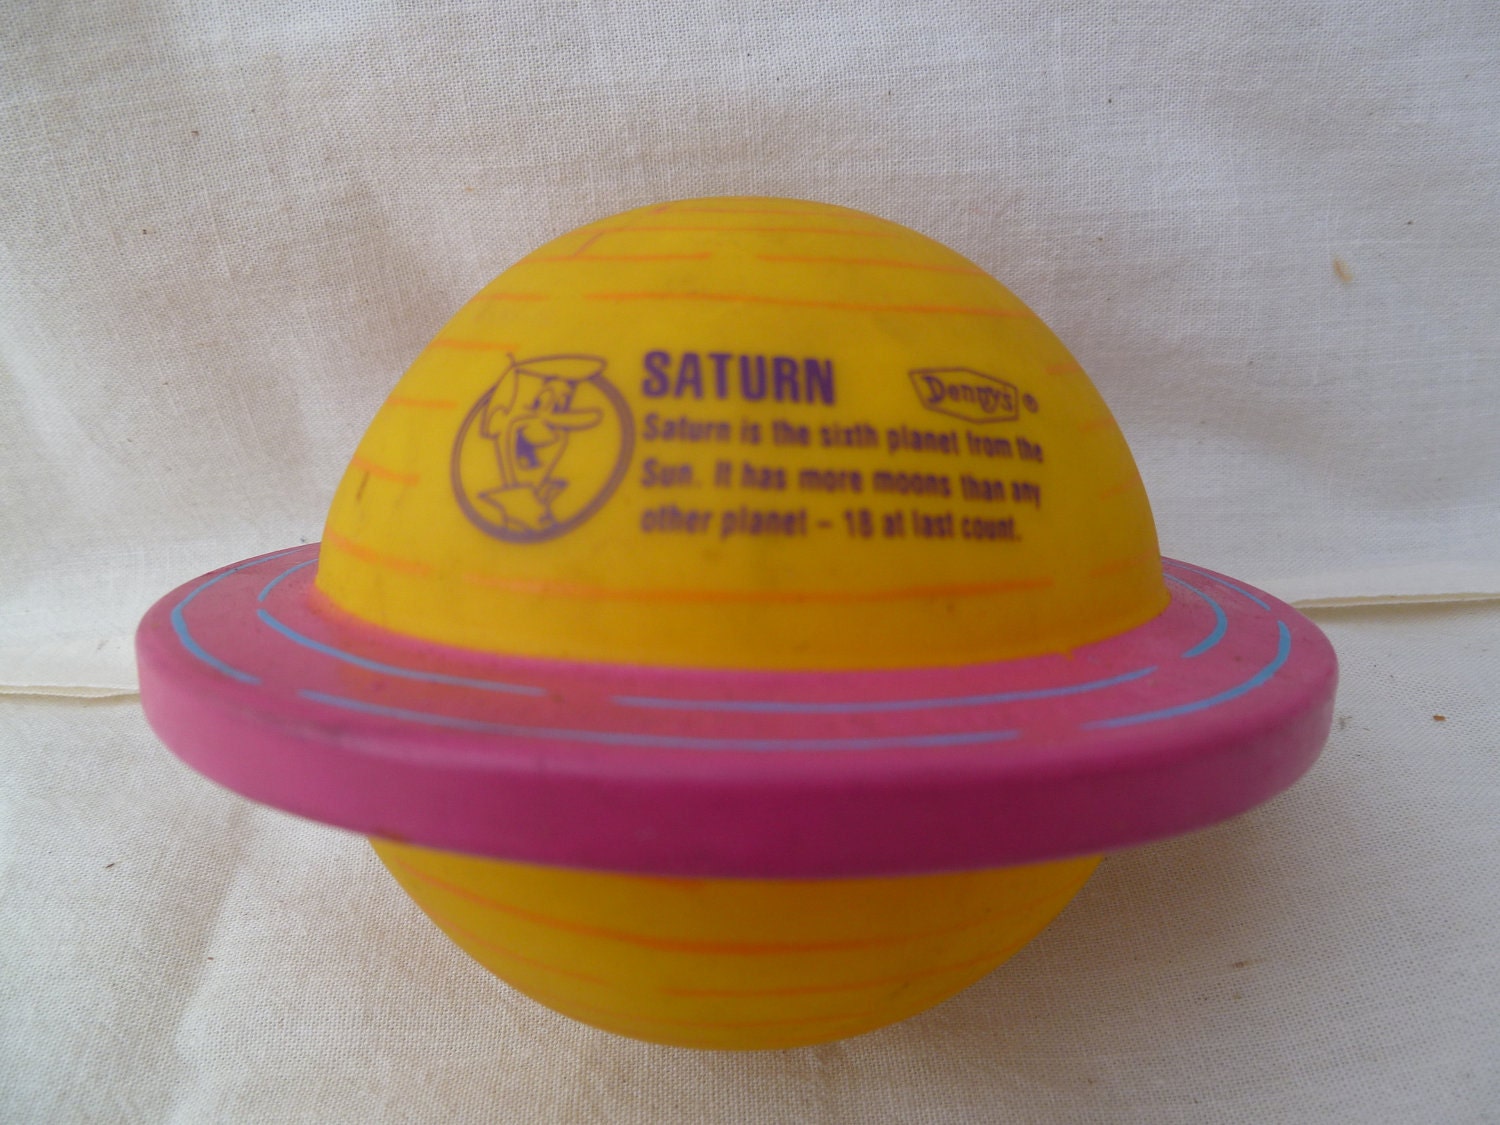 SATURN
Denny's ®
Saturn is the sixth planet from the
Sun. It has more moons than any
other planet – 18 at last count.